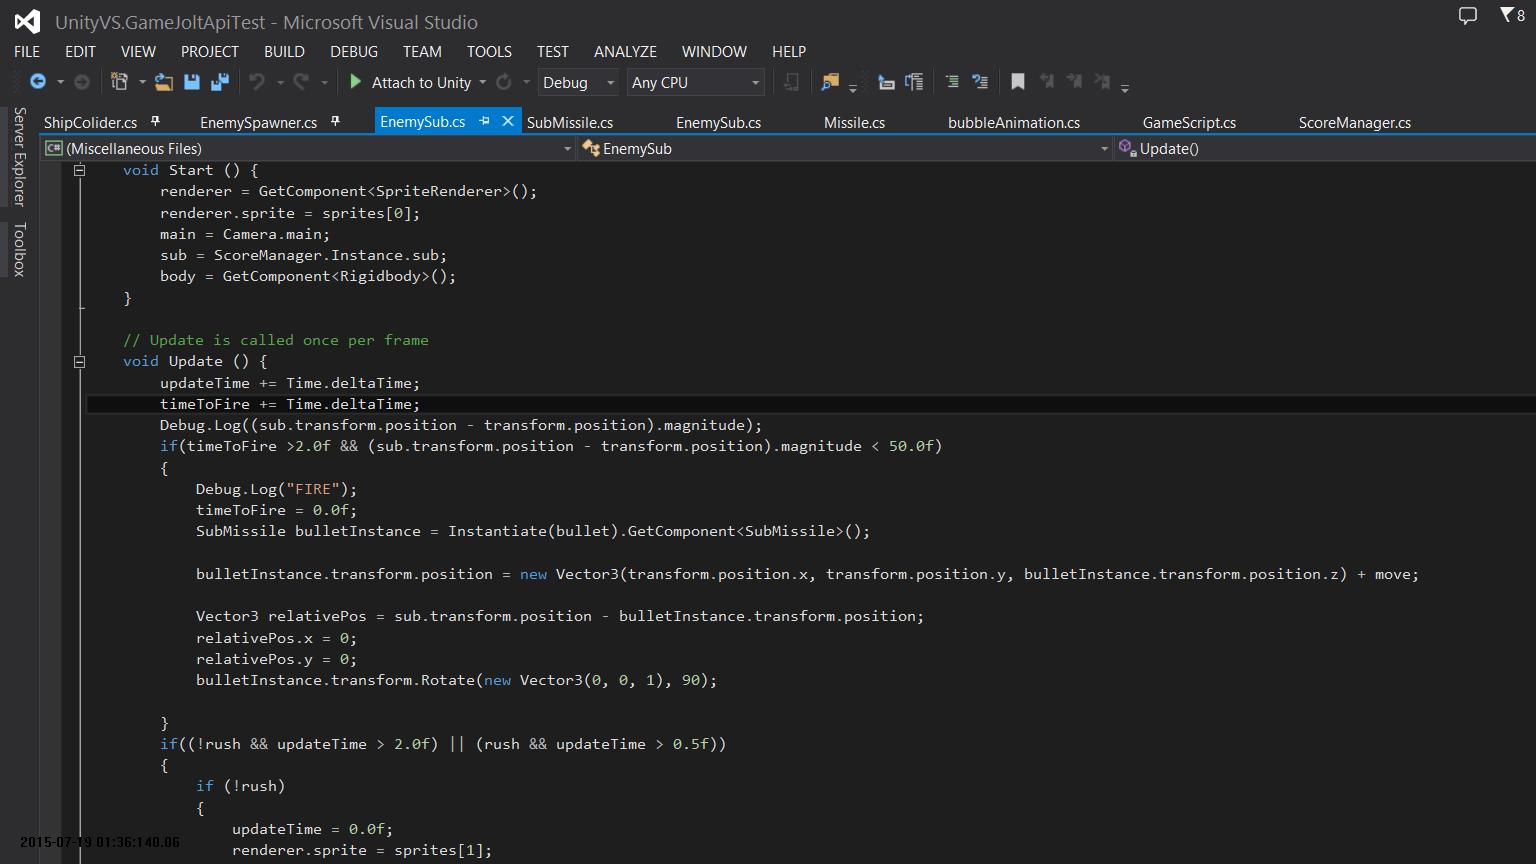 UnityVS.GameJoltApiTest - Microsoft Visual Studio
8
FILE EDIT VIEW PROJECT BUILD DEBUG TEAM TOOLS TEST ANALYZE WINDOW HELP
Attach to Unity Debug Any CPU
Server Explorer
Toolbox
ShipColider.cs EnemySpawner.cs EnemySub.cs SubMissile.cs EnemySub.cs Missile.cs bubbleAnimation.cs GameScript.cs ScoreManager.cs
C# (Miscellaneous Files) EnemySub Update()
void Start () {
renderer = GetComponent<SpriteRenderer>();
renderer.sprite = sprites[0];
main = Camera.main;
sub = ScoreManager.Instance.sub;
body = GetComponent<Rigidbody>();
}
// Update is called once per frame
void Update () {
updateTime += Time.deltaTime;
timeToFire += Time.deltaTime;
Debug.Log((sub.transform.position - transform.position).magnitude);
if(timeToFire >2.0f && (sub.transform.position - transform.position).magnitude < 50.0f)
{
Debug.Log("FIRE");
timeToFire = 0.0f;
SubMissile bulletInstance = Instantiate(bullet).GetComponent<SubMissile>();
bulletInstance.transform.position = new Vector3(transform.position.x, transform.position.y, bulletInstance.transform.position.z) + move;
Vector3 relativePos = sub.transform.position - bulletInstance.transform.position;
relativePos.x = 0;
relativePos.y = 0;
bulletInstance.transform.Rotate(new Vector3(0, 0, 1), 90);
}
if((!rush && updateTime > 2.0f) || (rush && updateTime > 0.5f))
{
if (!rush)
{
updateTime = 0.0f;
renderer.sprite = sprites[1];
2015-07-19 01:36:140.06